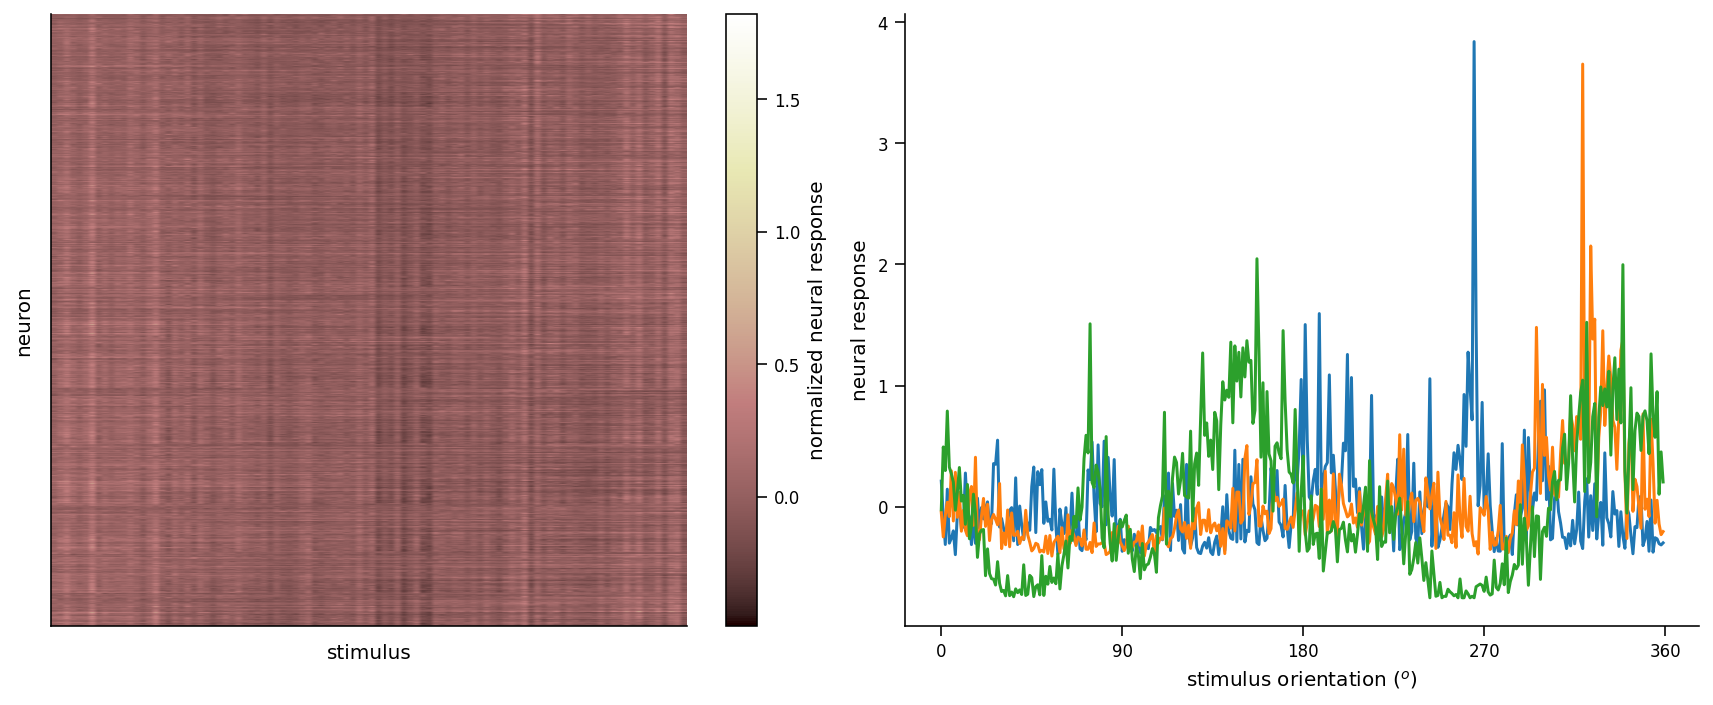 neuron
stimulus
1.5
1.0
0.5
0.0
normalized neural response
4
3
2
1
0
neural response
0 90 180 270 360
stimulus orientation (o)